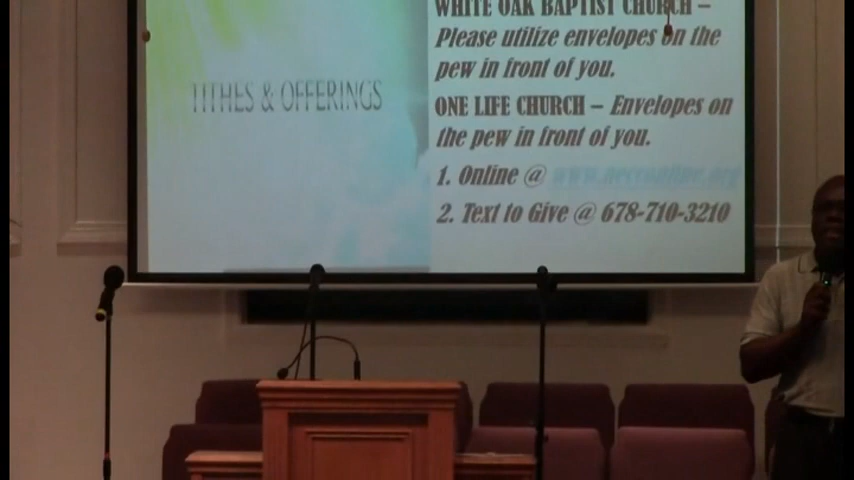 TITHES & OFFERINGS
WHITE OAK BAPTIST CHURCH –
Please utilize envelopes on the
pew in front of you.
ONE LIFE CHURCH – Envelopes on
the pew in front of you.
1. Online @
2. Text to Give @ 678-710-3210